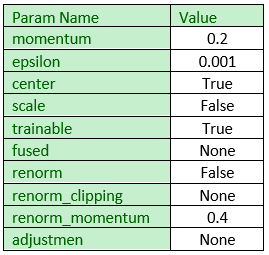 Param Name Value
momentum 0.2
epsilon 0.001
center True
scale False
trainable True
fused None
renorm False
renorm_clipping None
renorm_momentum 0.4
adjustmen None